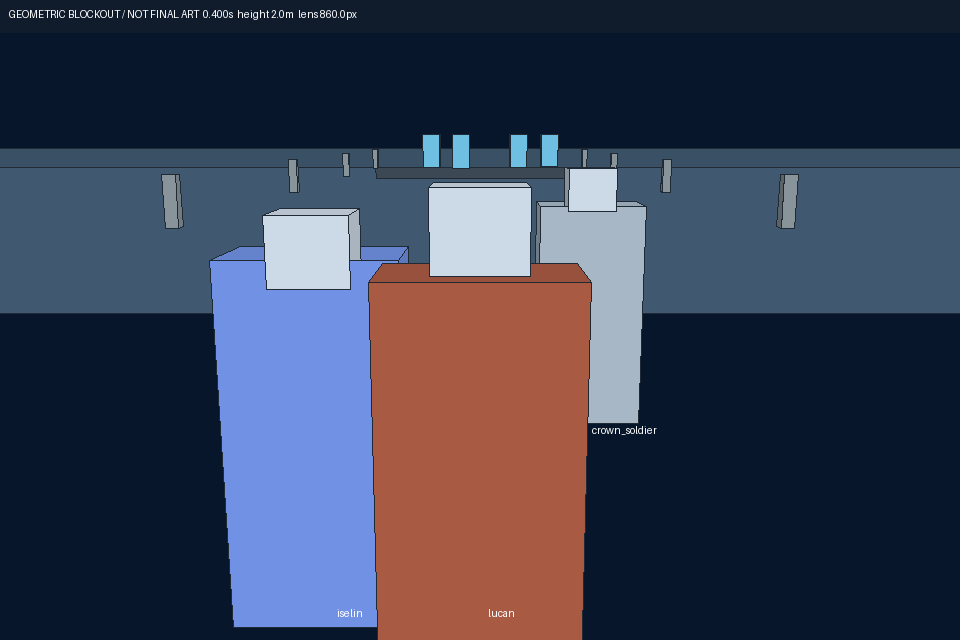 GEOMETRIC BLOCKOUT / NOT FINAL ART 0.400s height 2.0m lens 860.0px
crown_soldier
iselin
lucan